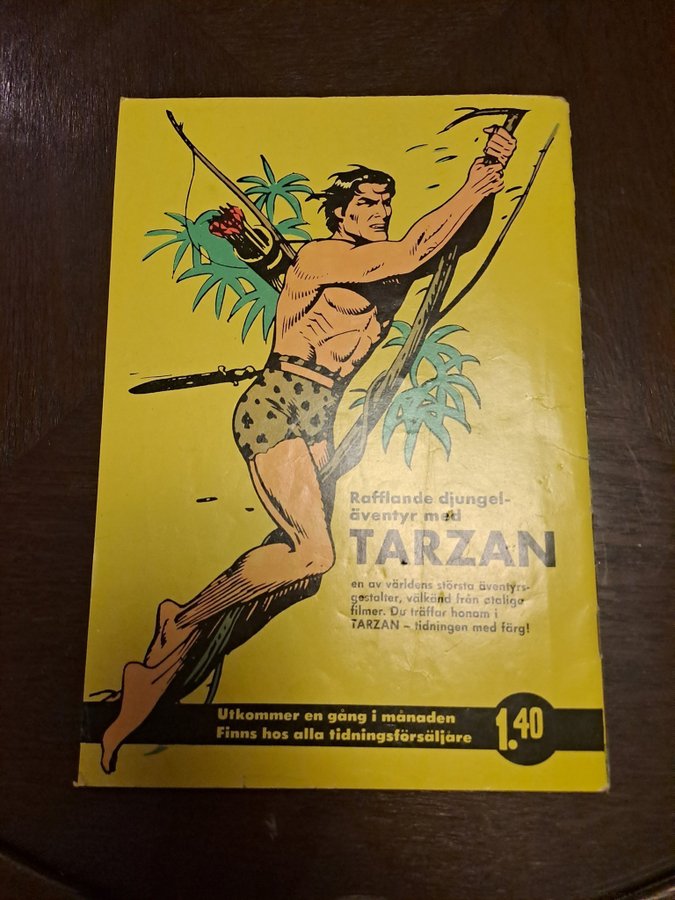 Rafflande djungel-
äventyr med
TARZAN
en av världens största äventyrs-
gestalter, välkänd från otaliga
filmer. Du träffar honom i
TARZAN – tidningen med färg!
Utkommer en gång i månaden
Finns hos alla tidningsförsäljare
1.40